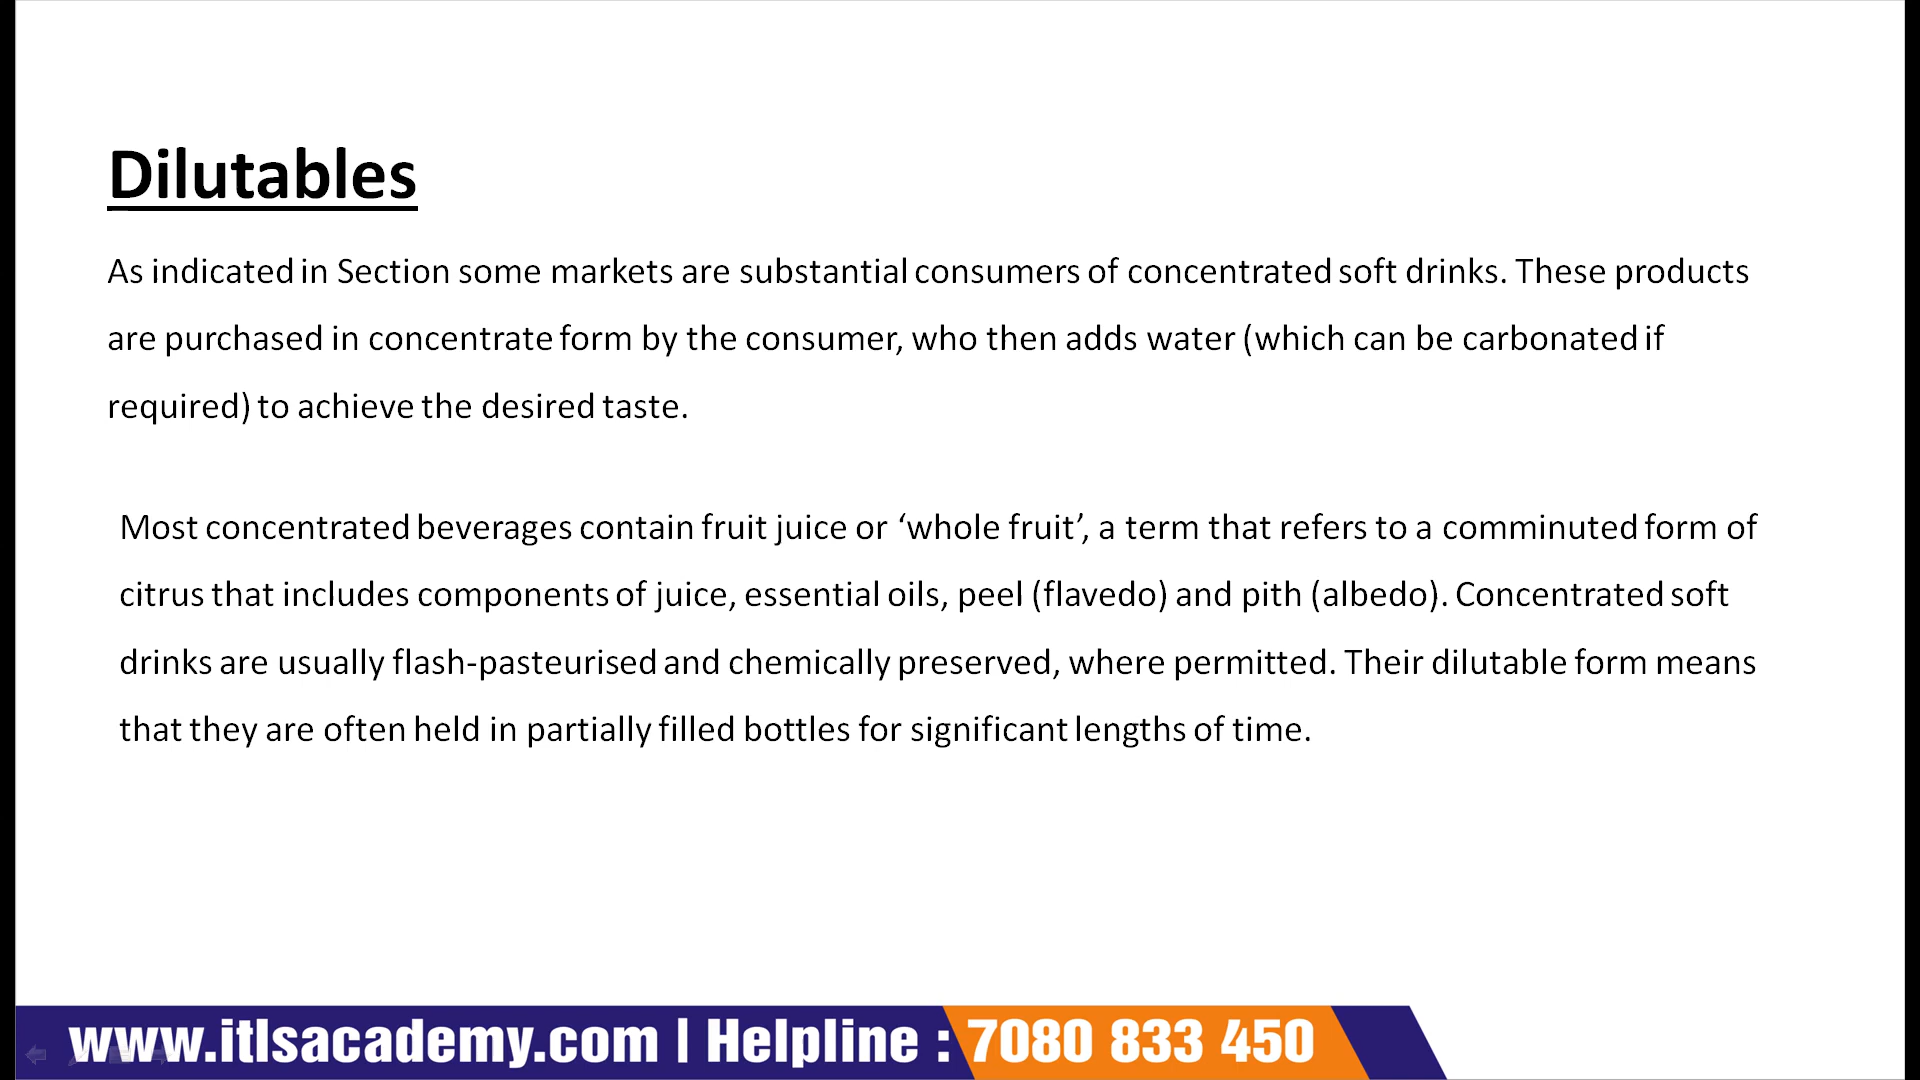 Dilutables
As indicated in Section some markets are substantial consumers of concentrated soft drinks. These products
are purchased in concentrate form by the consumer, who then adds water (which can be carbonated if
required) to achieve the desired taste.
Most concentrated beverages contain fruit juice or ‘whole fruit’, a term that refers to a comminuted form of
citrus that includes components of juice, essential oils, peel (flavedo) and pith (albedo). Concentrated soft
drinks are usually flash-pasteurised and chemically preserved, where permitted. Their dilutable form means
that they are often held in partially filled bottles for significant lengths of time.
www.itlsacademy.com | Helpline : 7080 833 450